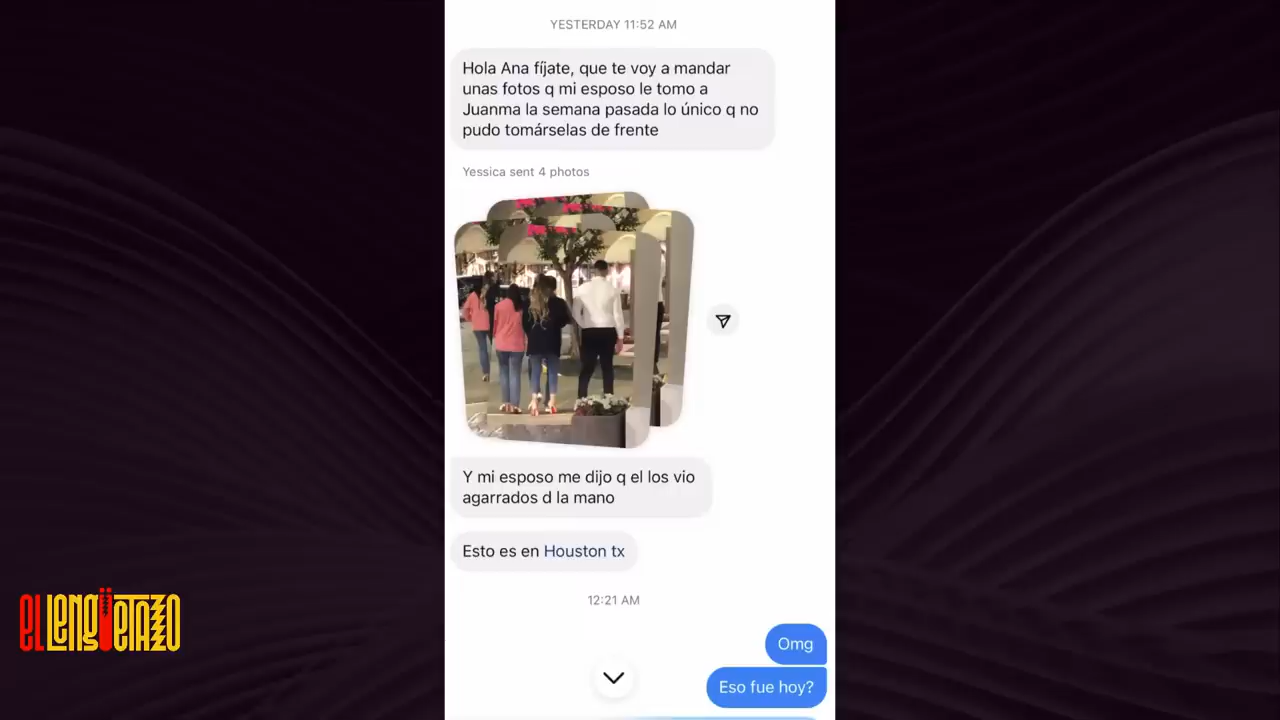 YESTERDAY 11:52 AM
Hola Ana fíjate, que te voy a mandar
unas fotos q mi esposo le tomo a
Juanma la semana pasada lo único q no
pudo tomárselas de frente
Yessica sent 4 photos
Y mi esposo me dijo q el los vio
agarrados d la mano
Esto es en Houston tx
12:21 AM
Omg
Eso fue hoy?
EL LENGÜETAZO